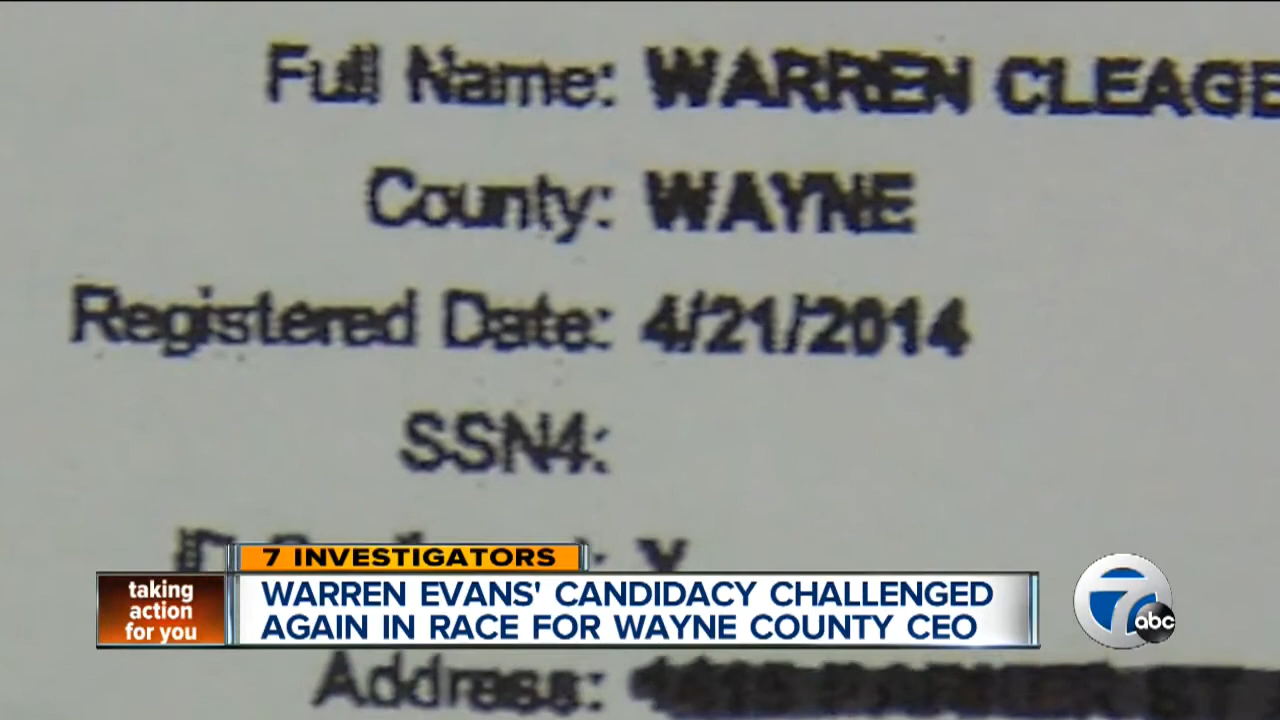 Full Name: WARREN CLEAGE
County: WAYNE
Registered Date: 4/21/2014
SSN4:
7 INVESTIGATORS
taking
action
for you
WARREN EVANS' CANDIDACY CHALLENGED
AGAIN IN RACE FOR WAYNE COUNTY CEO
7
abc
Address: